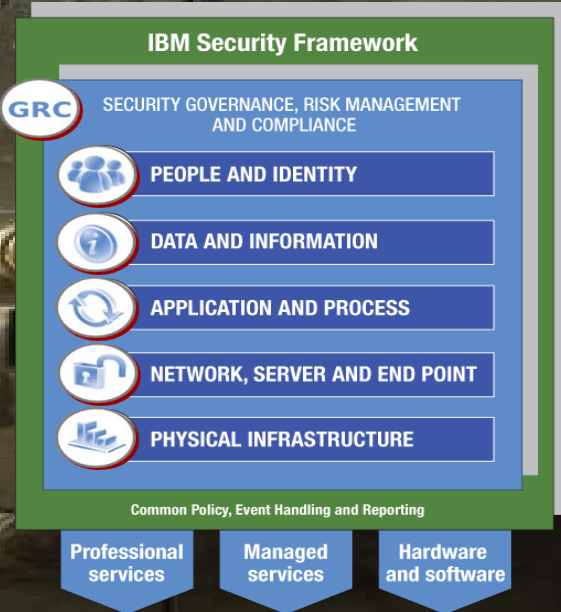 IBM Security Framework
GRC
SECURITY GOVERNANCE, RISK MANAGEMENT
AND COMPLIANCE
PEOPLE AND IDENTITY
DATA AND INFORMATION
APPLICATION AND PROCESS
NETWORK, SERVER AND END POINT
PHYSICAL INFRASTRUCTURE
Common Policy, Event Handling and Reporting
Professional
services
Managed
services
Hardware
and software